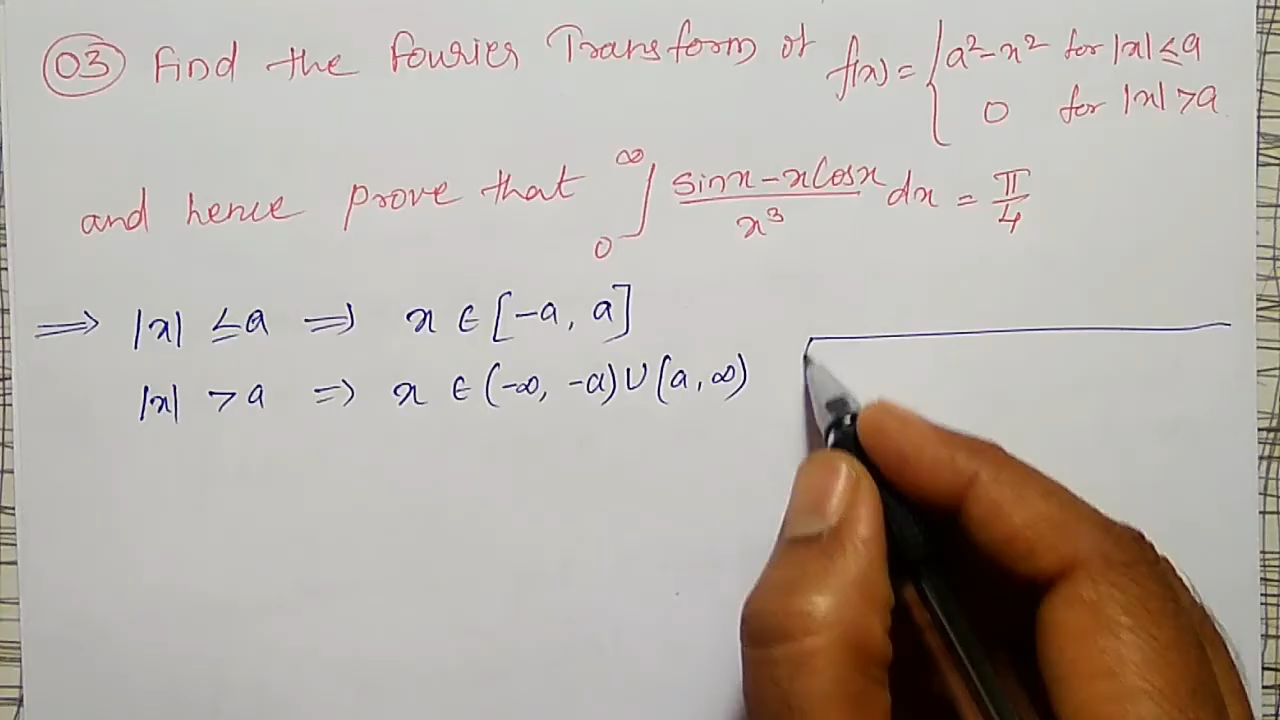 03 Find the Fourier Transform of f(x) = { a² – x² for |x| ≤ a
0 for |x| > a
and hence prove that ∫₀^∞ (sinx – xCosx)/x³ dx = π/4
⟹ |x| ≤ a ⟹ x ∈ [-a, a]
|x| > a ⟹ x ∈ (-∞, -a) ∪ (a, ∞)